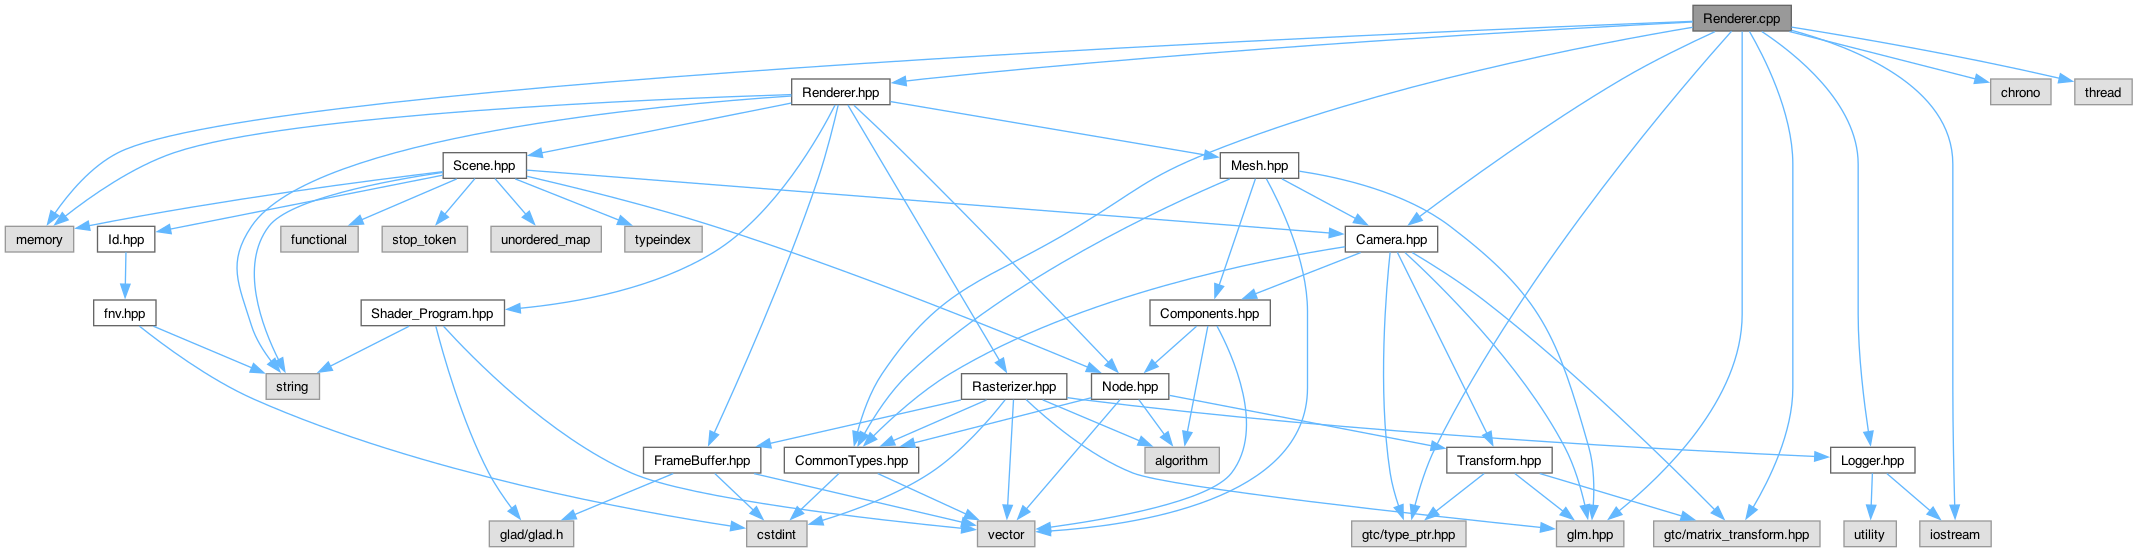 Renderer.cpp
Renderer.hpp
chrono
thread
Scene.hpp
Mesh.hpp
memory
Id.hpp
functional
stop_token
unordered_map
typeindex
Camera.hpp
fnv.hpp
Shader_Program.hpp
Components.hpp
string
Rasterizer.hpp
Node.hpp
FrameBuffer.hpp
CommonTypes.hpp
algorithm
Transform.hpp
Logger.hpp
glad/glad.h
cstdint
vector
gtc/type_ptr.hpp
glm.hpp
gtc/matrix_transform.hpp
utility
iostream